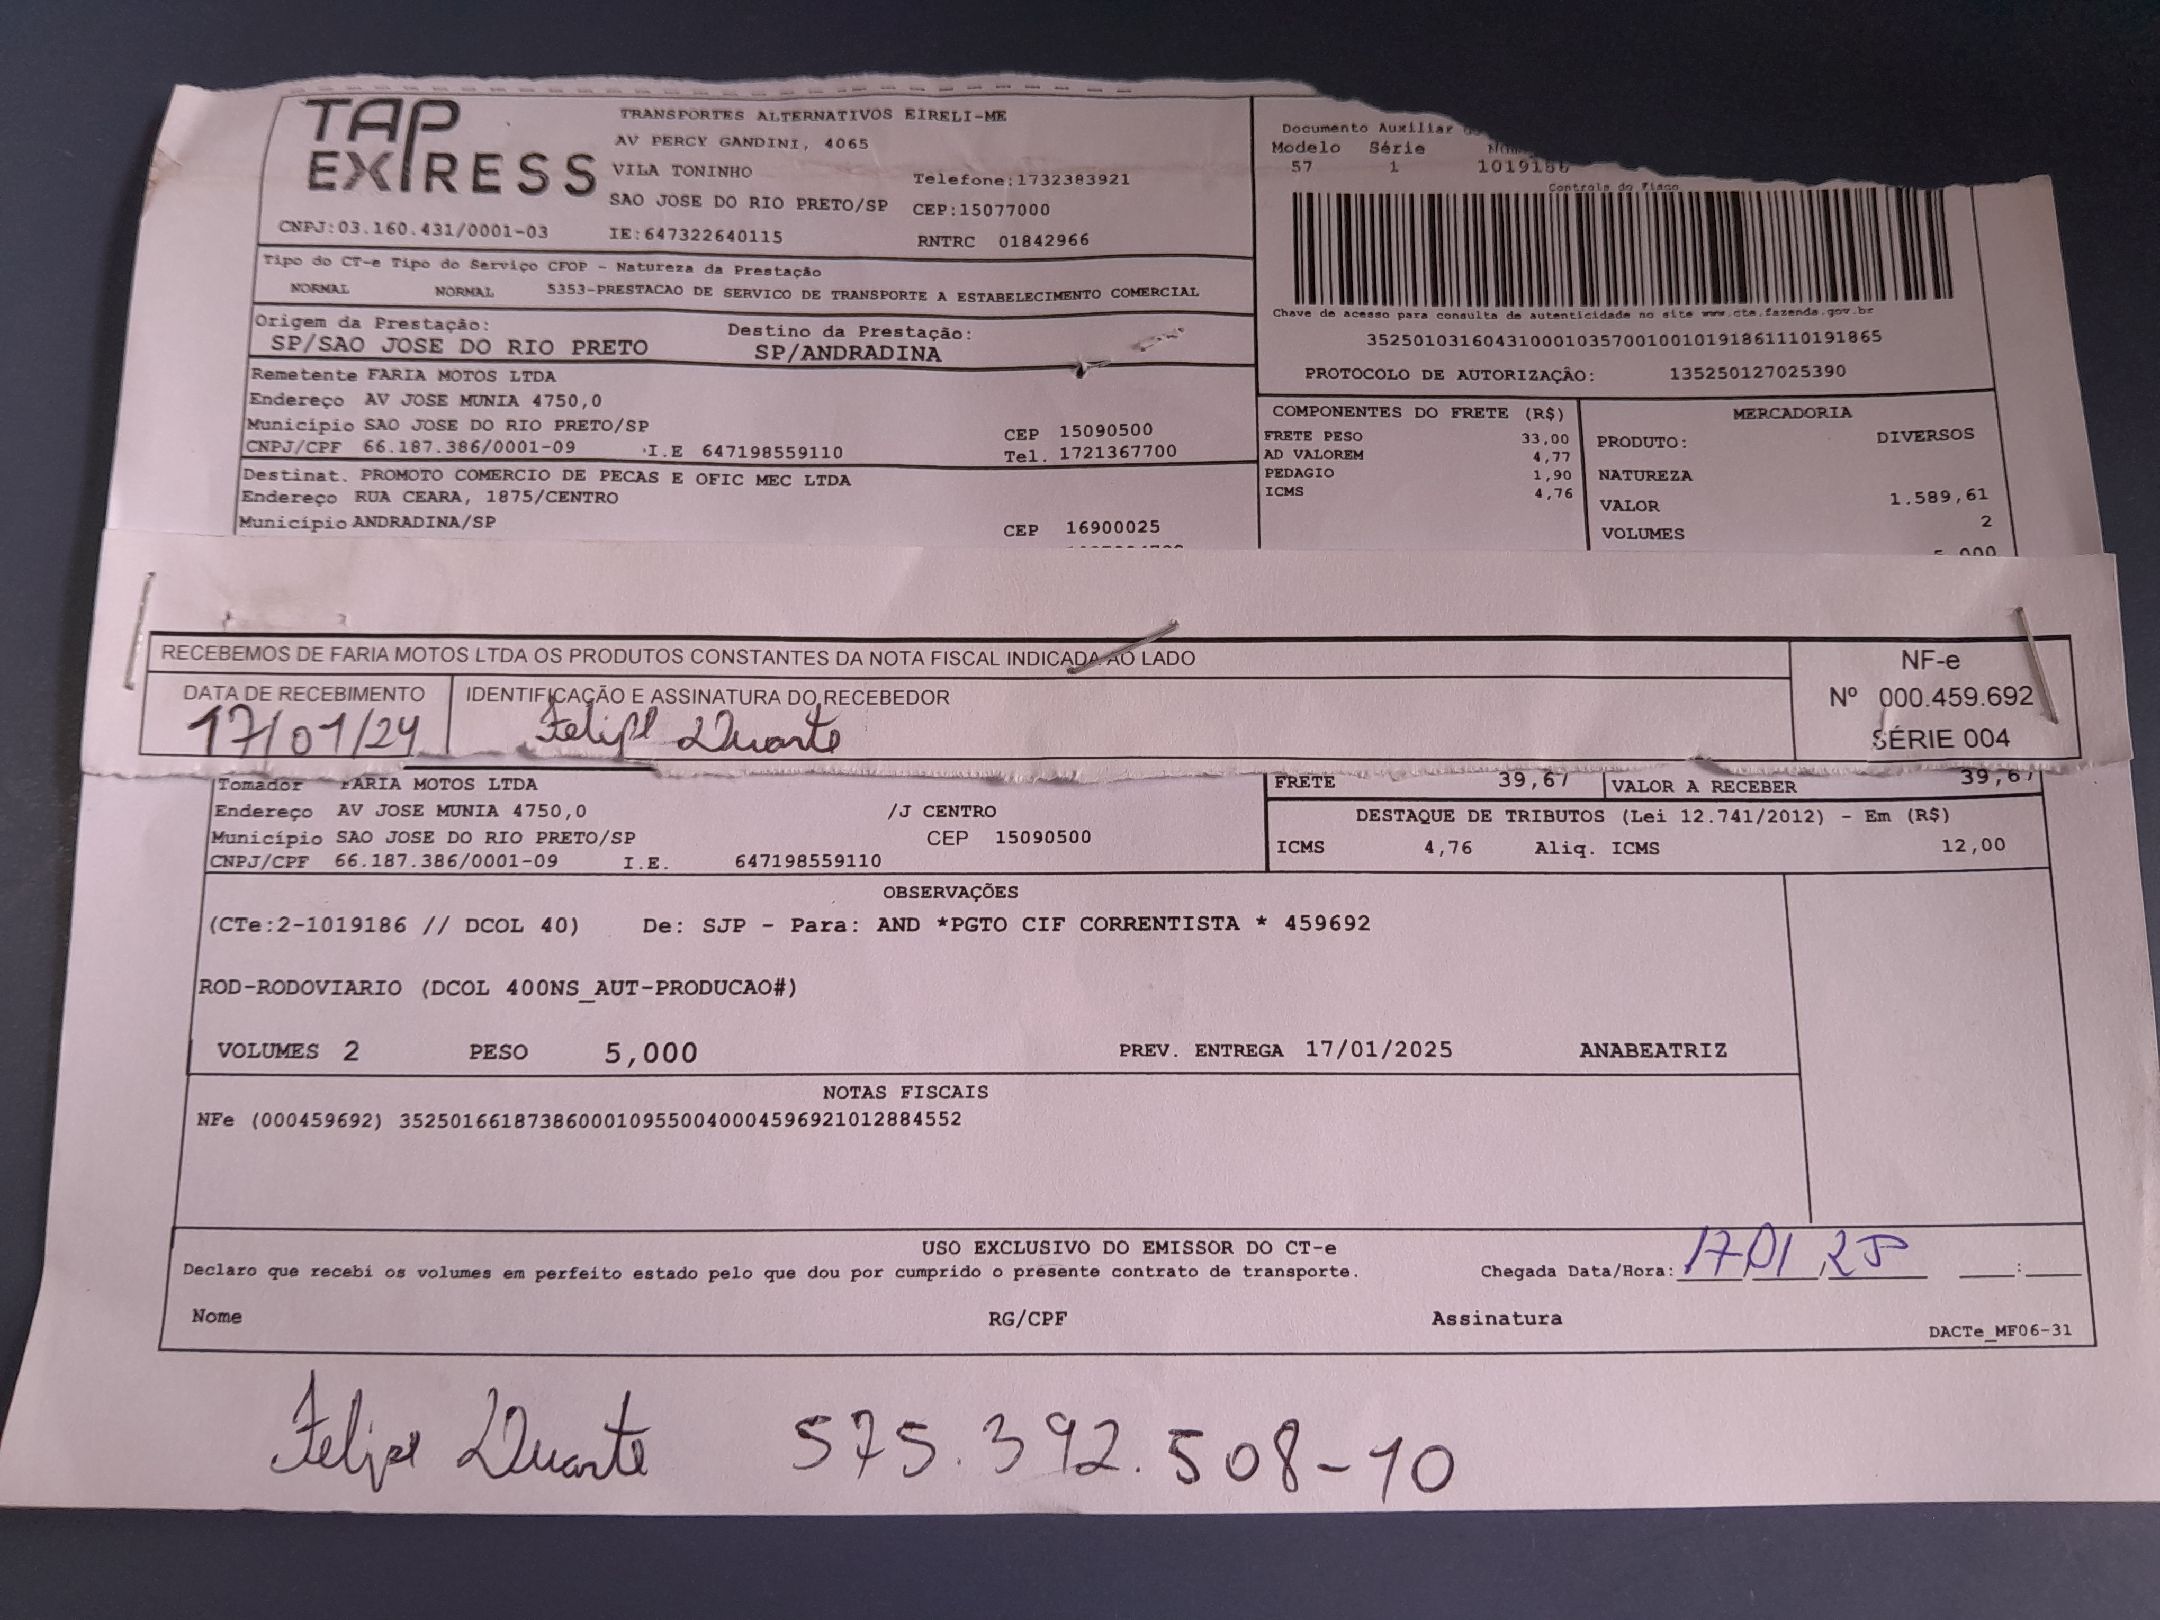 TAP EXPRESS
TRANSPORTES ALTERNATIVOS EIRELI-ME
AV PERCY GANDINI, 4065
VILA TONINHO Telefone:1732383921
SAO JOSE DO RIO PRETO/SP CEP:15077000
CNPJ:03.160.431/0001-03 IE:647322640115 RNTRC 01842966
Tipo do CT-e Tipo do Serviço CFOP - Natureza da Prestação
NORMAL NORMAL 5353-PRESTACAO DE SERVICO DE TRANSPORTE A ESTABELECIMENTO COMERCIAL
Origem da Prestação: Destino da Prestação:
SP/SAO JOSE DO RIO PRETO SP/ANDRADINA
Remetente FARIA MOTOS LTDA
Endereço AV JOSE MUNIA 4750,0
Município SAO JOSE DO RIO PRETO/SP CEP 15090500
CNPJ/CPF 66.187.386/0001-09 I.E 647198559110 Tel. 1721367700
Destinat. PROMOTO COMERCIO DE PECAS E OFIC MEC LTDA
Endereço RUA CEARA, 1875/CENTRO
Município ANDRADINA/SP CEP 16900025
Documento Auxiliar
Modelo Série
57 1 1019186
Controle do Fisco
Chave de acesso para consulta de autenticidade no site www.cte.fazenda.gov.br
35250103160431000103570010010191861110191865
PROTOCOLO DE AUTORIZAÇÃO: 135250127025390
COMPONENTES DO FRETE (R$)
FRETE PESO 33,00
AD VALOREM 4,77
PEDAGIO 1,90
ICMS 4,76
MERCADORIA
PRODUTO: DIVERSOS
NATUREZA
VALOR 1.589,61
VOLUMES 2
5,000
RECEBEMOS DE FARIA MOTOS LTDA OS PRODUTOS CONSTANTES DA NOTA FISCAL INDICADA AO LADO
DATA DE RECEBIMENTO IDENTIFICAÇÃO E ASSINATURA DO RECEBEDOR
17/01/24 Felipe Duarte
NF-e
Nº 000.459.692
SÉRIE 004
Tomador FARIA MOTOS LTDA
Endereço AV JOSE MUNIA 4750,0 /J CENTRO
Município SAO JOSE DO RIO PRETO/SP CEP 15090500
CNPJ/CPF 66.187.386/0001-09 I.E. 647198559110
FRETE 39,67 VALOR A RECEBER 39,67
DESTAQUE DE TRIBUTOS (Lei 12.741/2012) - Em (R$)
ICMS 4,76 Aliq. ICMS 12,00
OBSERVAÇÕES
(CTe:2-1019186 // DCOL 40) De: SJP - Para: AND *PGTO CIF CORRENTISTA * 459692
ROD-RODOVIARIO (DCOL 400NS_AUT-PRODUCAO#)
VOLUMES 2 PESO 5,000 PREV. ENTREGA 17/01/2025 ANABEATRIZ
NOTAS FISCAIS
NFe (000459692) 35250166187386000109550040004596921012884552
USO EXCLUSIVO DO EMISSOR DO CT-e
Declaro que recebi os volumes em perfeito estado pelo que dou por cumprido o presente contrato de transporte. Chegada Data/Hora: 17 01 25 :
Nome RG/CPF Assinatura
DACTe_MF06-31
Felipe Duarte 575.392.508-10